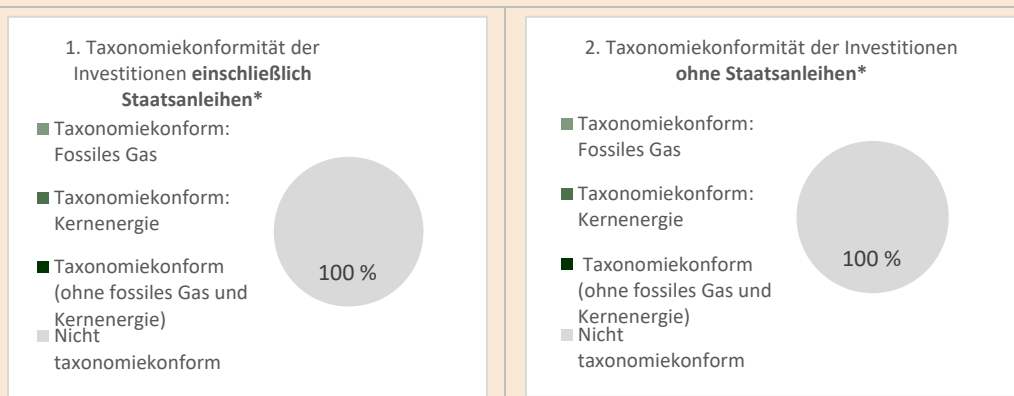 1. Taxonomiekonformität der
Investitionen einschließlich
Staatsanleihen*
Taxonomiekonform:
Fossiles Gas
Taxonomiekonform:
Kernenergie
Taxonomiekonform
(ohne fossiles Gas und
Kernenergie)
Nicht
taxonomiekonform
100 %
2. Taxonomiekonformität der Investitionen
ohne Staatsanleihen*
Taxonomiekonform:
Fossiles Gas
Taxonomiekonform:
Kernenergie
Taxonomiekonform
(ohne fossiles Gas und
Kernenergie)
Nicht
taxonomiekonform
100 %